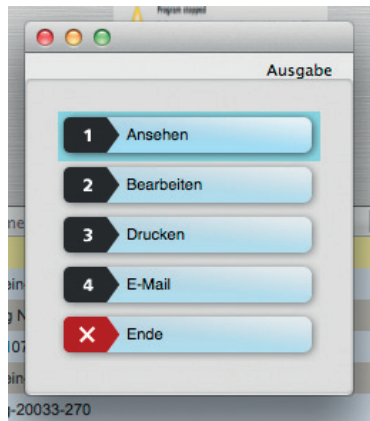 Program stopped
Ausgabe
1 Ansehen
2 Bearbeiten
3 Drucken
4 E-Mail
Ende
-20033-270